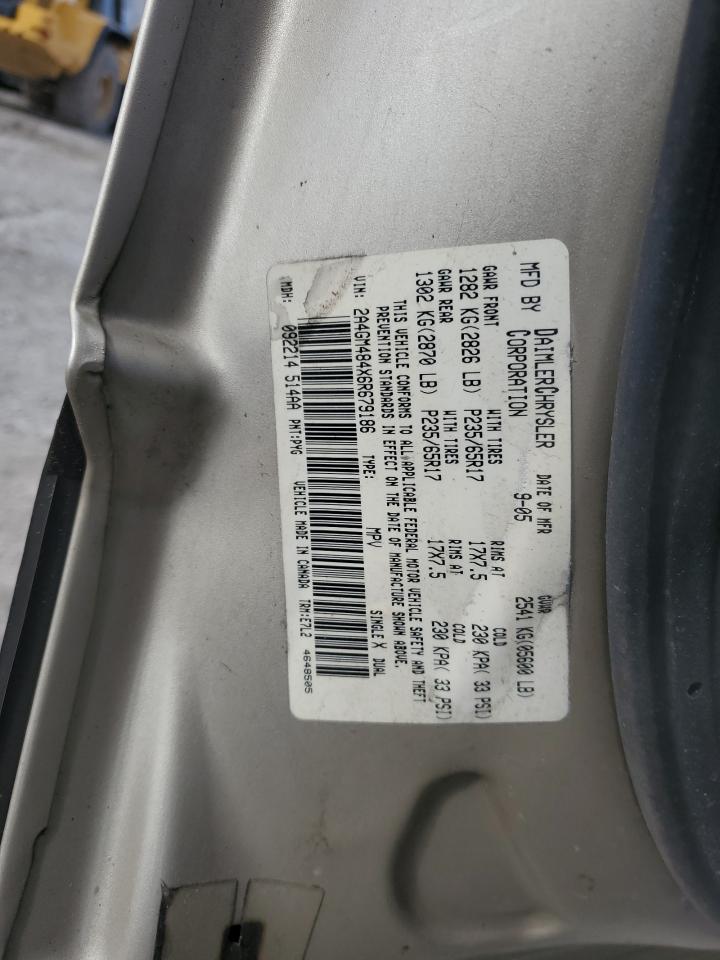 MFD BY DAIMLERCHRYSLER CORPORATION DATE OF MFR 9-05 GVWR 2541 KG(05600 LB)
GAWR FRONT WITH TIRES RIMS AT COLD
1282 KG(2826 LB) P235/65R17 17X7.5 230 KPA( 33 PSI)
GAWR REAR WITH TIRES RIMS AT COLD
1302 KG(2870 LB) P235/65R17 17X7.5 230 KPA( 33 PSI)
THIS VEHICLE CONFORMS TO ALL APPLICABLE FEDERAL MOTOR VEHICLE SAFETY AND THEFT
PREVENTION STANDARDS IN EFFECT ON THE DATE OF MANUFACTURE SHOWN ABOVE.
VIN: 2A4GM484X6R679186 TYPE: MPV SINGLE X DUAL
MDH: 092214 514AA PNT:PYG VEHICLE MADE IN CANADA TRM:E7L2 4648505